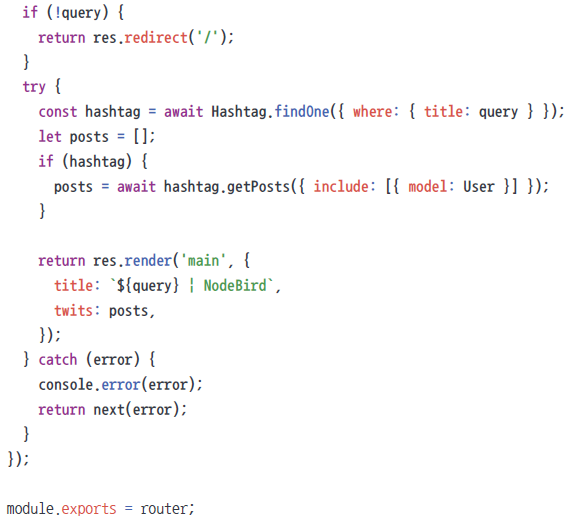 if (!query) {
return res.redirect('/');
}
try {
const hashtag = await Hashtag.findOne({ where: { title: query } });
let posts = [];
if (hashtag) {
posts = await hashtag.getPosts({ include: [{ model: User }] });
}
return res.render('main', {
title: `${query} | NodeBird`,
twits: posts,
});
} catch (error) {
console.error(error);
return next(error);
}
});
module.exports = router;